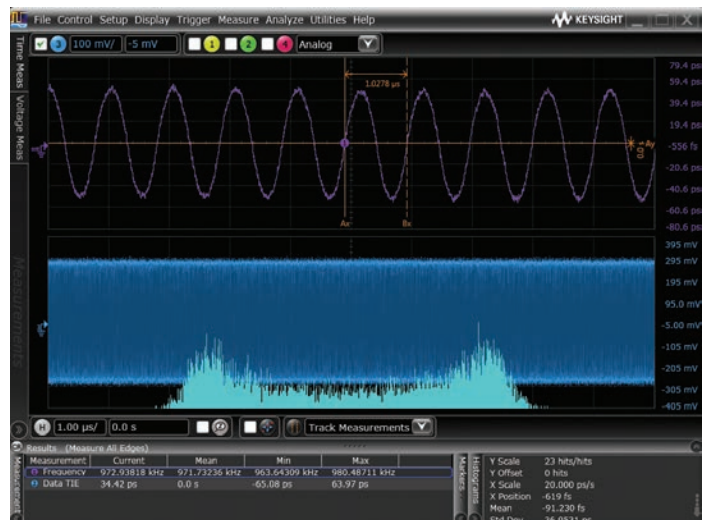 File Control Setup Display Trigger Measure Analyze Utilities Help
KEYSIGHT
3 100 mV/ -5 mV 1 2 4 Analog
Time Meas
Voltage Meas
Measurements
79.4 ps
59.4 ps
39.4 ps
19.4 ps
-556 fs
-20.6 ps
-40.6 ps
-60.6 ps
-80.6 ps
1.0278 µs
Ax
Bx
395 mV
295 mV
195 mV
95.0 mV
-5.00 mV
-105 mV
-205 mV
-305 mV
-405 mV
H 1.00 µs/ 0.0 s Track Measurements
Results (Measure All Edges)
Measurement Current Mean Min Max
Frequency 972.93818 kHz 971.73236 kHz 963.64309 kHz 980.48711 kHz
Data TIE 34.42 ps 0.0 s -65.08 ps 63.97 ps
Measurement
Markers
Histograms
Y Scale 23 hits/hits
Y Offset 0 hits
X Scale 20.000 ps/s
X Position -619 fs
Mean -91.230 fs